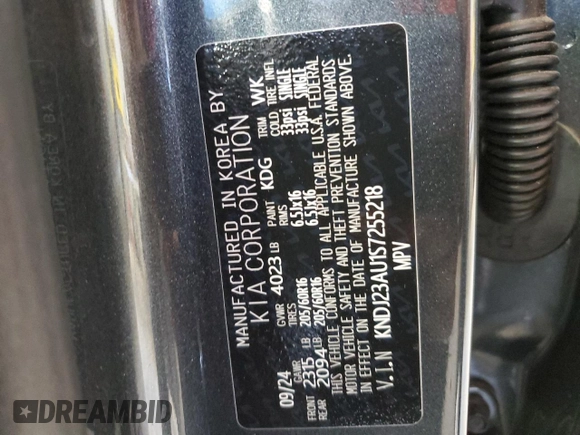 MANUFACTURED IN KOREA BY
KIA CORPORATION
09/24 GVWR 4023 LB PAINT KDG TRIM WK
GAWR TIRES RIMS COLD TIRE INFL
FRONT 2315 LB 205/60R16 6.5Jx16 33psi SINGLE
REAR 2094 LB 205/60R16 6.5Jx16 33psi SINGLE
THIS VEHICLE CONFORMS TO ALL APPLICABLE U.S.A. FEDERAL
MOTOR VEHICLE SAFETY AND THEFT PREVENTION STANDARDS
IN EFFECT ON THE DATE OF MANUFACTURE SHOWN ABOVE.
V.I.N KNDJ23AU1S7255218
MPV
DREAMBID